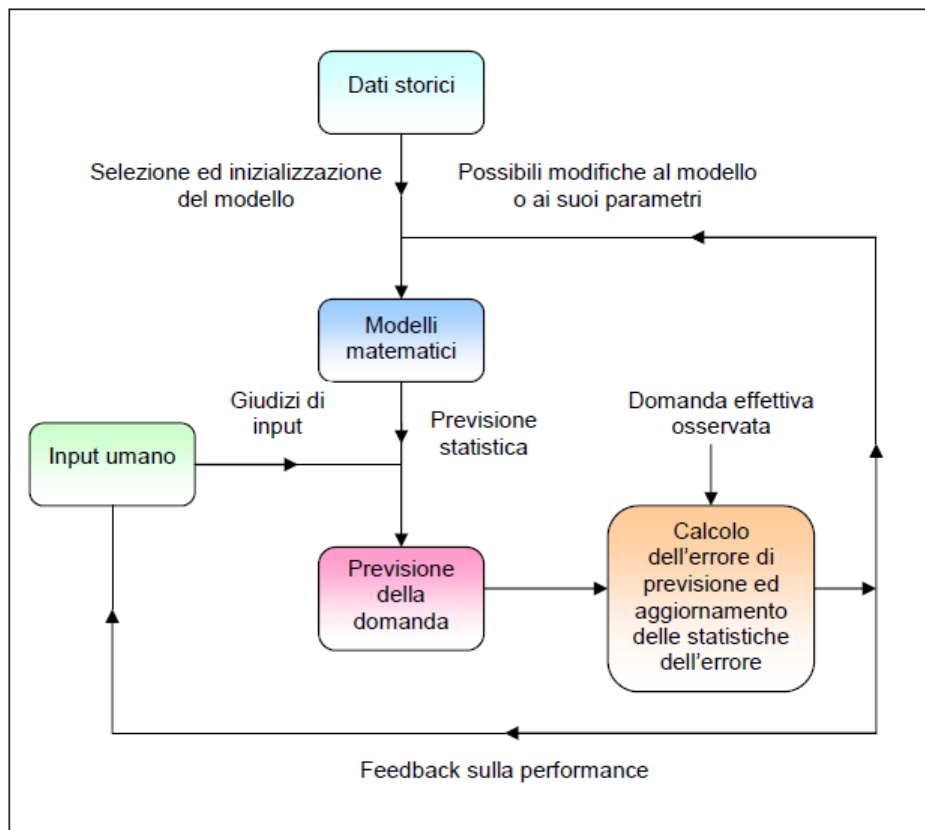 Dati storici
Selezione ed inizializzazione
del modello
Possibili modifiche al modello
o ai suoi parametri
Modelli
matematici
Giudizi di
input
Previsione
statistica
Domanda effettiva
osservata
Input umano
Previsione
della
domanda
Calcolo
dell'errore di
previsione ed
aggiornamento
delle statistiche
dell'errore
Feedback sulla performance